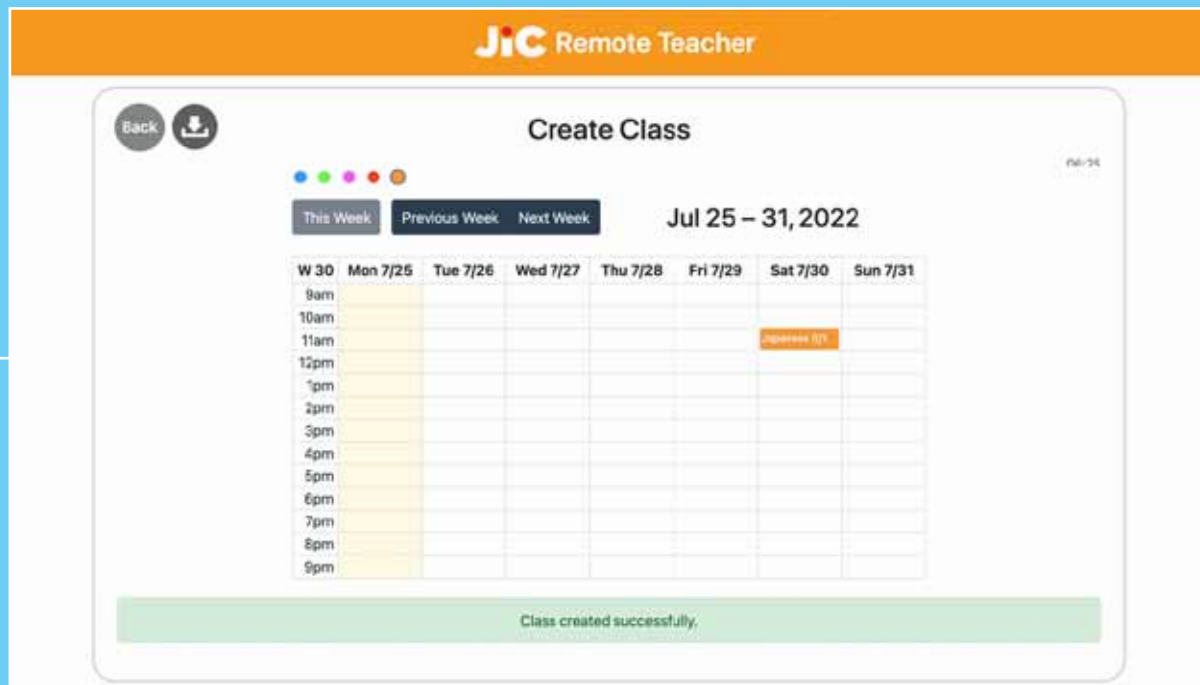 JiC Remote Teacher
Back
Create Class
This Week Previous Week Next Week Jul 25 – 31, 2022
W 30 Mon 7/25 Tue 7/26 Wed 7/27 Thu 7/28 Fri 7/29 Sat 7/30 Sun 7/31
9am
10am
11am Japanese
12pm
1pm
2pm
3pm
4pm
5pm
6pm
7pm
8pm
9pm
Class created successfully.